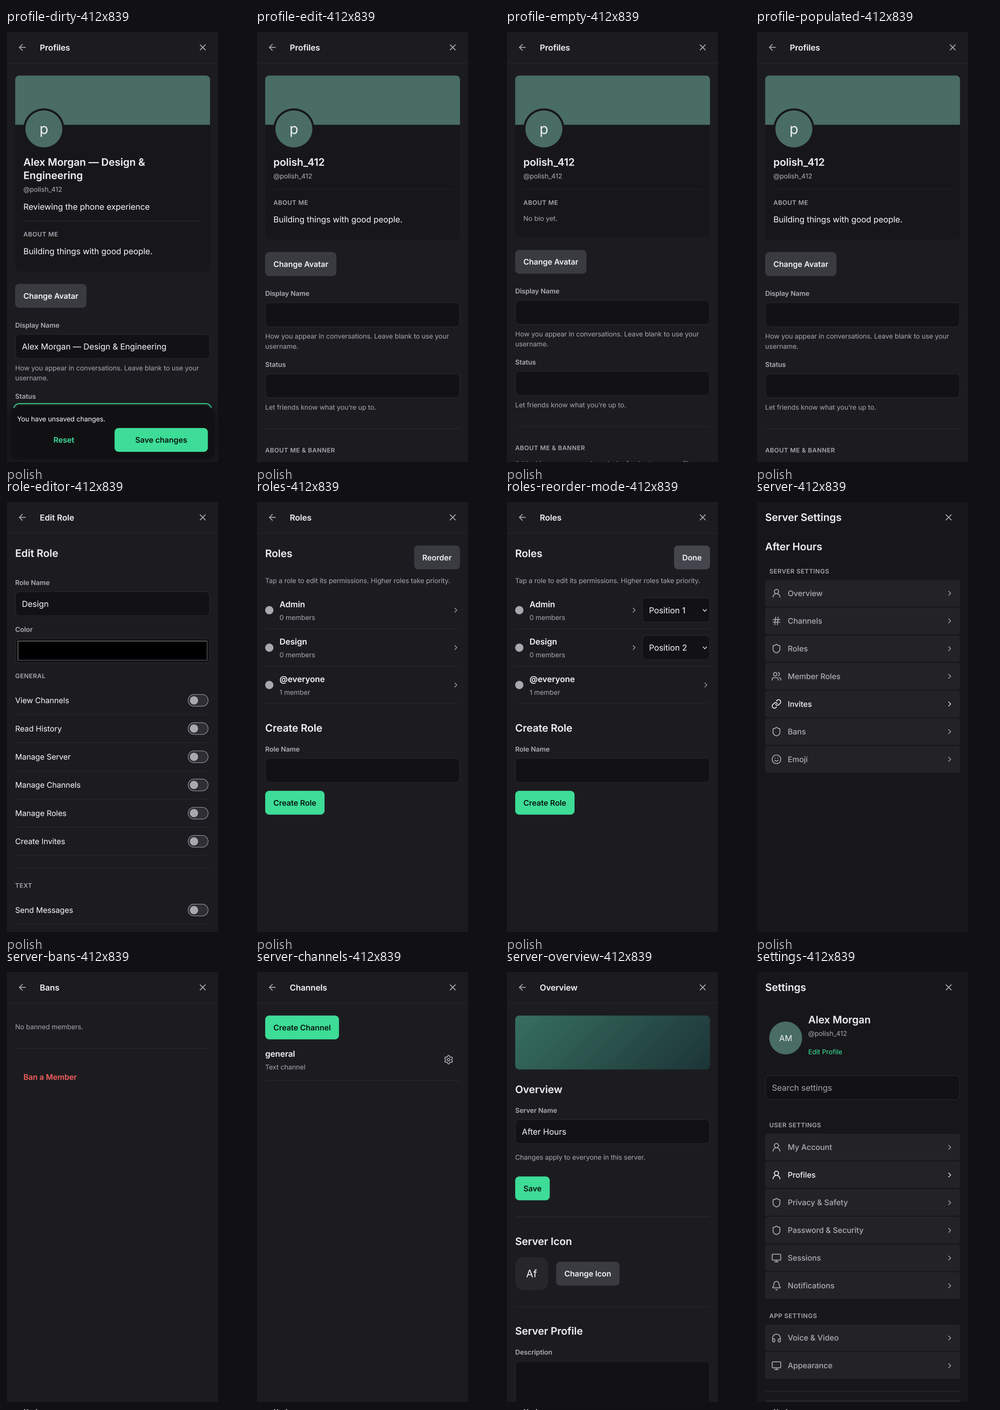 profile-dirty-412x839
Profiles
p
Alex Morgan — Design &
Engineering
@polish_412
Reviewing the phone experience
ABOUT ME
Building things with good people.
Change Avatar
Display Name
Alex Morgan — Design & Engineering
How you appear in conversations. Leave blank to use your
username.
Status
You have unsaved changes.
Reset
Save changes
profile-edit-412x839
Profiles
p
polish_412
@polish_412
ABOUT ME
Building things with good people.
Change Avatar
Display Name
How you appear in conversations. Leave blank to use your
username.
Status
Let friends know what you're up to.
ABOUT ME & BANNER
profile-empty-412x839
Profiles
p
polish_412
@polish_412
ABOUT ME
No bio yet.
Change Avatar
Display Name
How you appear in conversations. Leave blank to use your
username.
Status
Let friends know what you're up to.
ABOUT ME & BANNER
profile-populated-412x839
Profiles
p
polish_412
@polish_412
ABOUT ME
Building things with good people.
Change Avatar
Display Name
How you appear in conversations. Leave blank to use your
username.
Status
Let friends know what you're up to.
ABOUT ME & BANNER
polish
role-editor-412x839
Edit Role
Edit Role
Role Name
Design
Color
GENERAL
View Channels
Read History
Manage Server
Manage Channels
Manage Roles
Create Invites
TEXT
Send Messages
polish
roles-412x839
Roles
Roles
Reorder
Tap a role to edit its permissions. Higher roles take priority.
Admin
0 members
Design
0 members
@everyone
1 member
Create Role
Role Name
Create Role
polish
roles-reorder-mode-412x839
Roles
Roles
Done
Tap a role to edit its permissions. Higher roles take priority.
Admin
0 members
Position 1
Design
0 members
Position 2
@everyone
1 member
Create Role
Role Name
Create Role
polish
server-412x839
Server Settings
After Hours
SERVER SETTINGS
Overview
Channels
Roles
Member Roles
Invites
Bans
Emoji
polish
server-bans-412x839
Bans
No banned members.
Ban a Member
polish
server-channels-412x839
Channels
Create Channel
general
Text channel
polish
server-overview-412x839
Overview
Overview
Server Name
After Hours
Changes apply to everyone in this server.
Save
Server Icon
Af
Change Icon
Server Profile
Description
polish
settings-412x839
Settings
AM
Alex Morgan
@polish_412
Edit Profile
Search settings
USER SETTINGS
My Account
Profiles
Privacy & Safety
Password & Security
Sessions
Notifications
APP SETTINGS
Voice & Video
Appearance